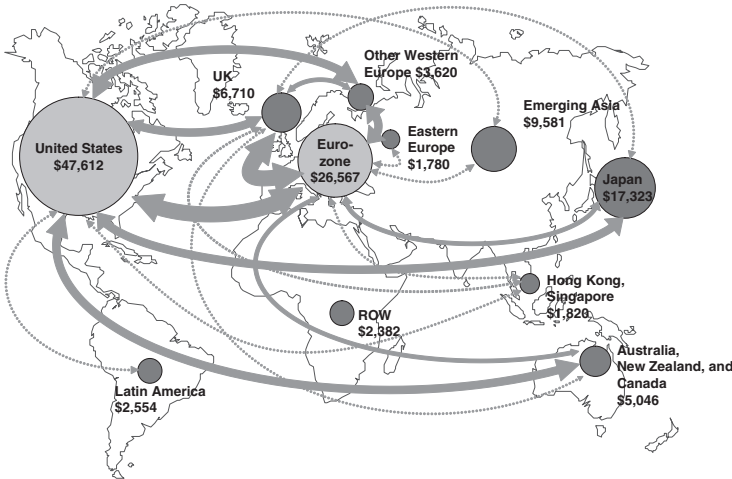 Other Western
Europe $3,620
UK
$6,710
Emerging Asia
$9,581
United States
$47,612
Euro-
zone
$26,567
Eastern
Europe
$1,780
Japan
$17,323
Hong Kong,
Singapore
$1,820
ROW
$2,382
Australia,
New Zealand, and
Canada
$5,046
Latin America
$2,554